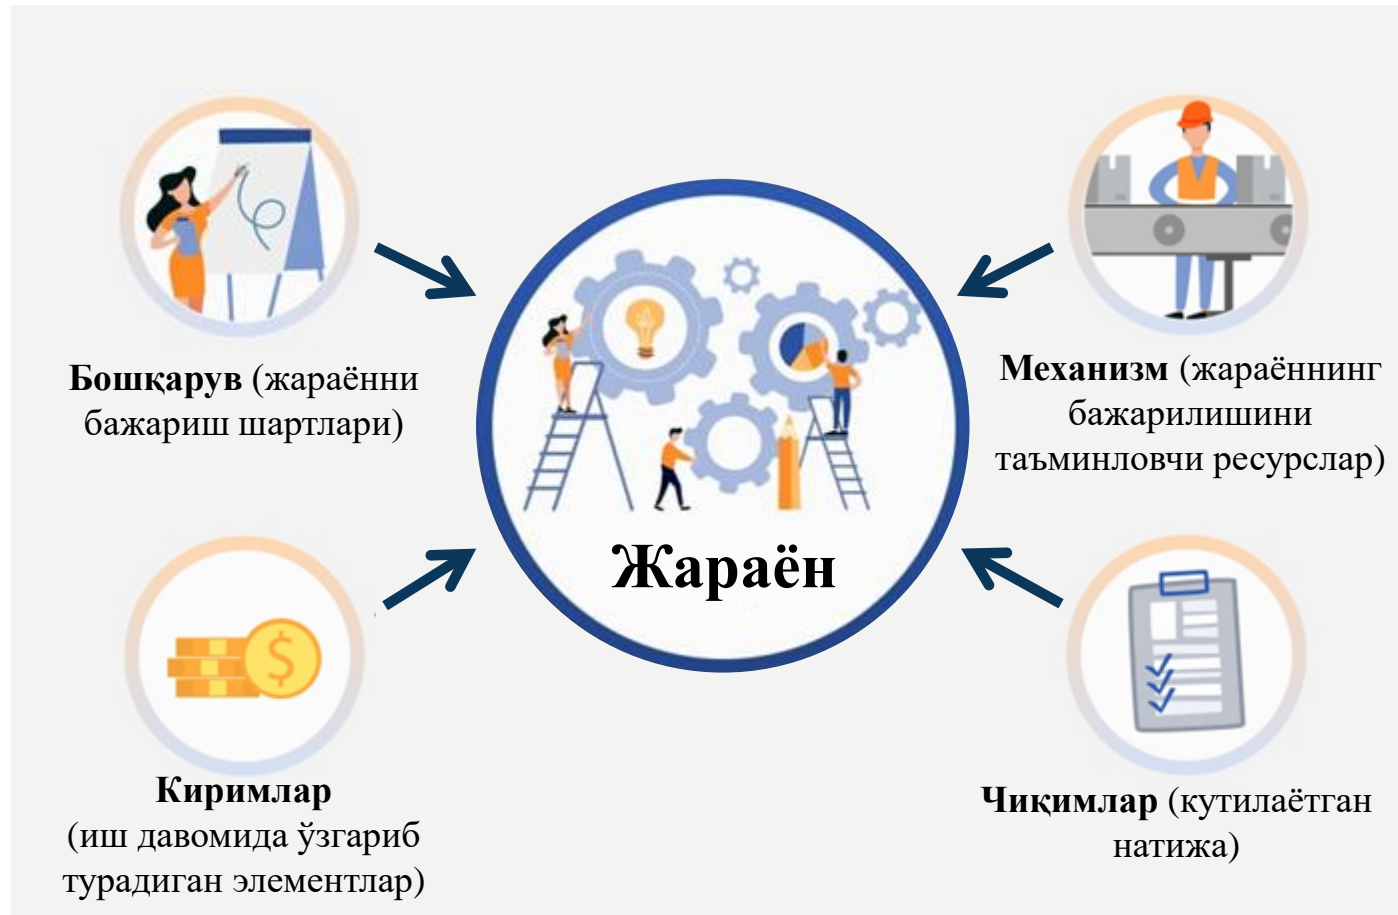 Бошқарув (жараённи
бажариш шартлари)
Механизм (жараённинг
бажарилишини
таъминловчи ресурслар)
Жараён
Киримлар
(иш давомида ўзгариб
турадиган элементлар)
Чиқимлар (кутилаётган
натижа)